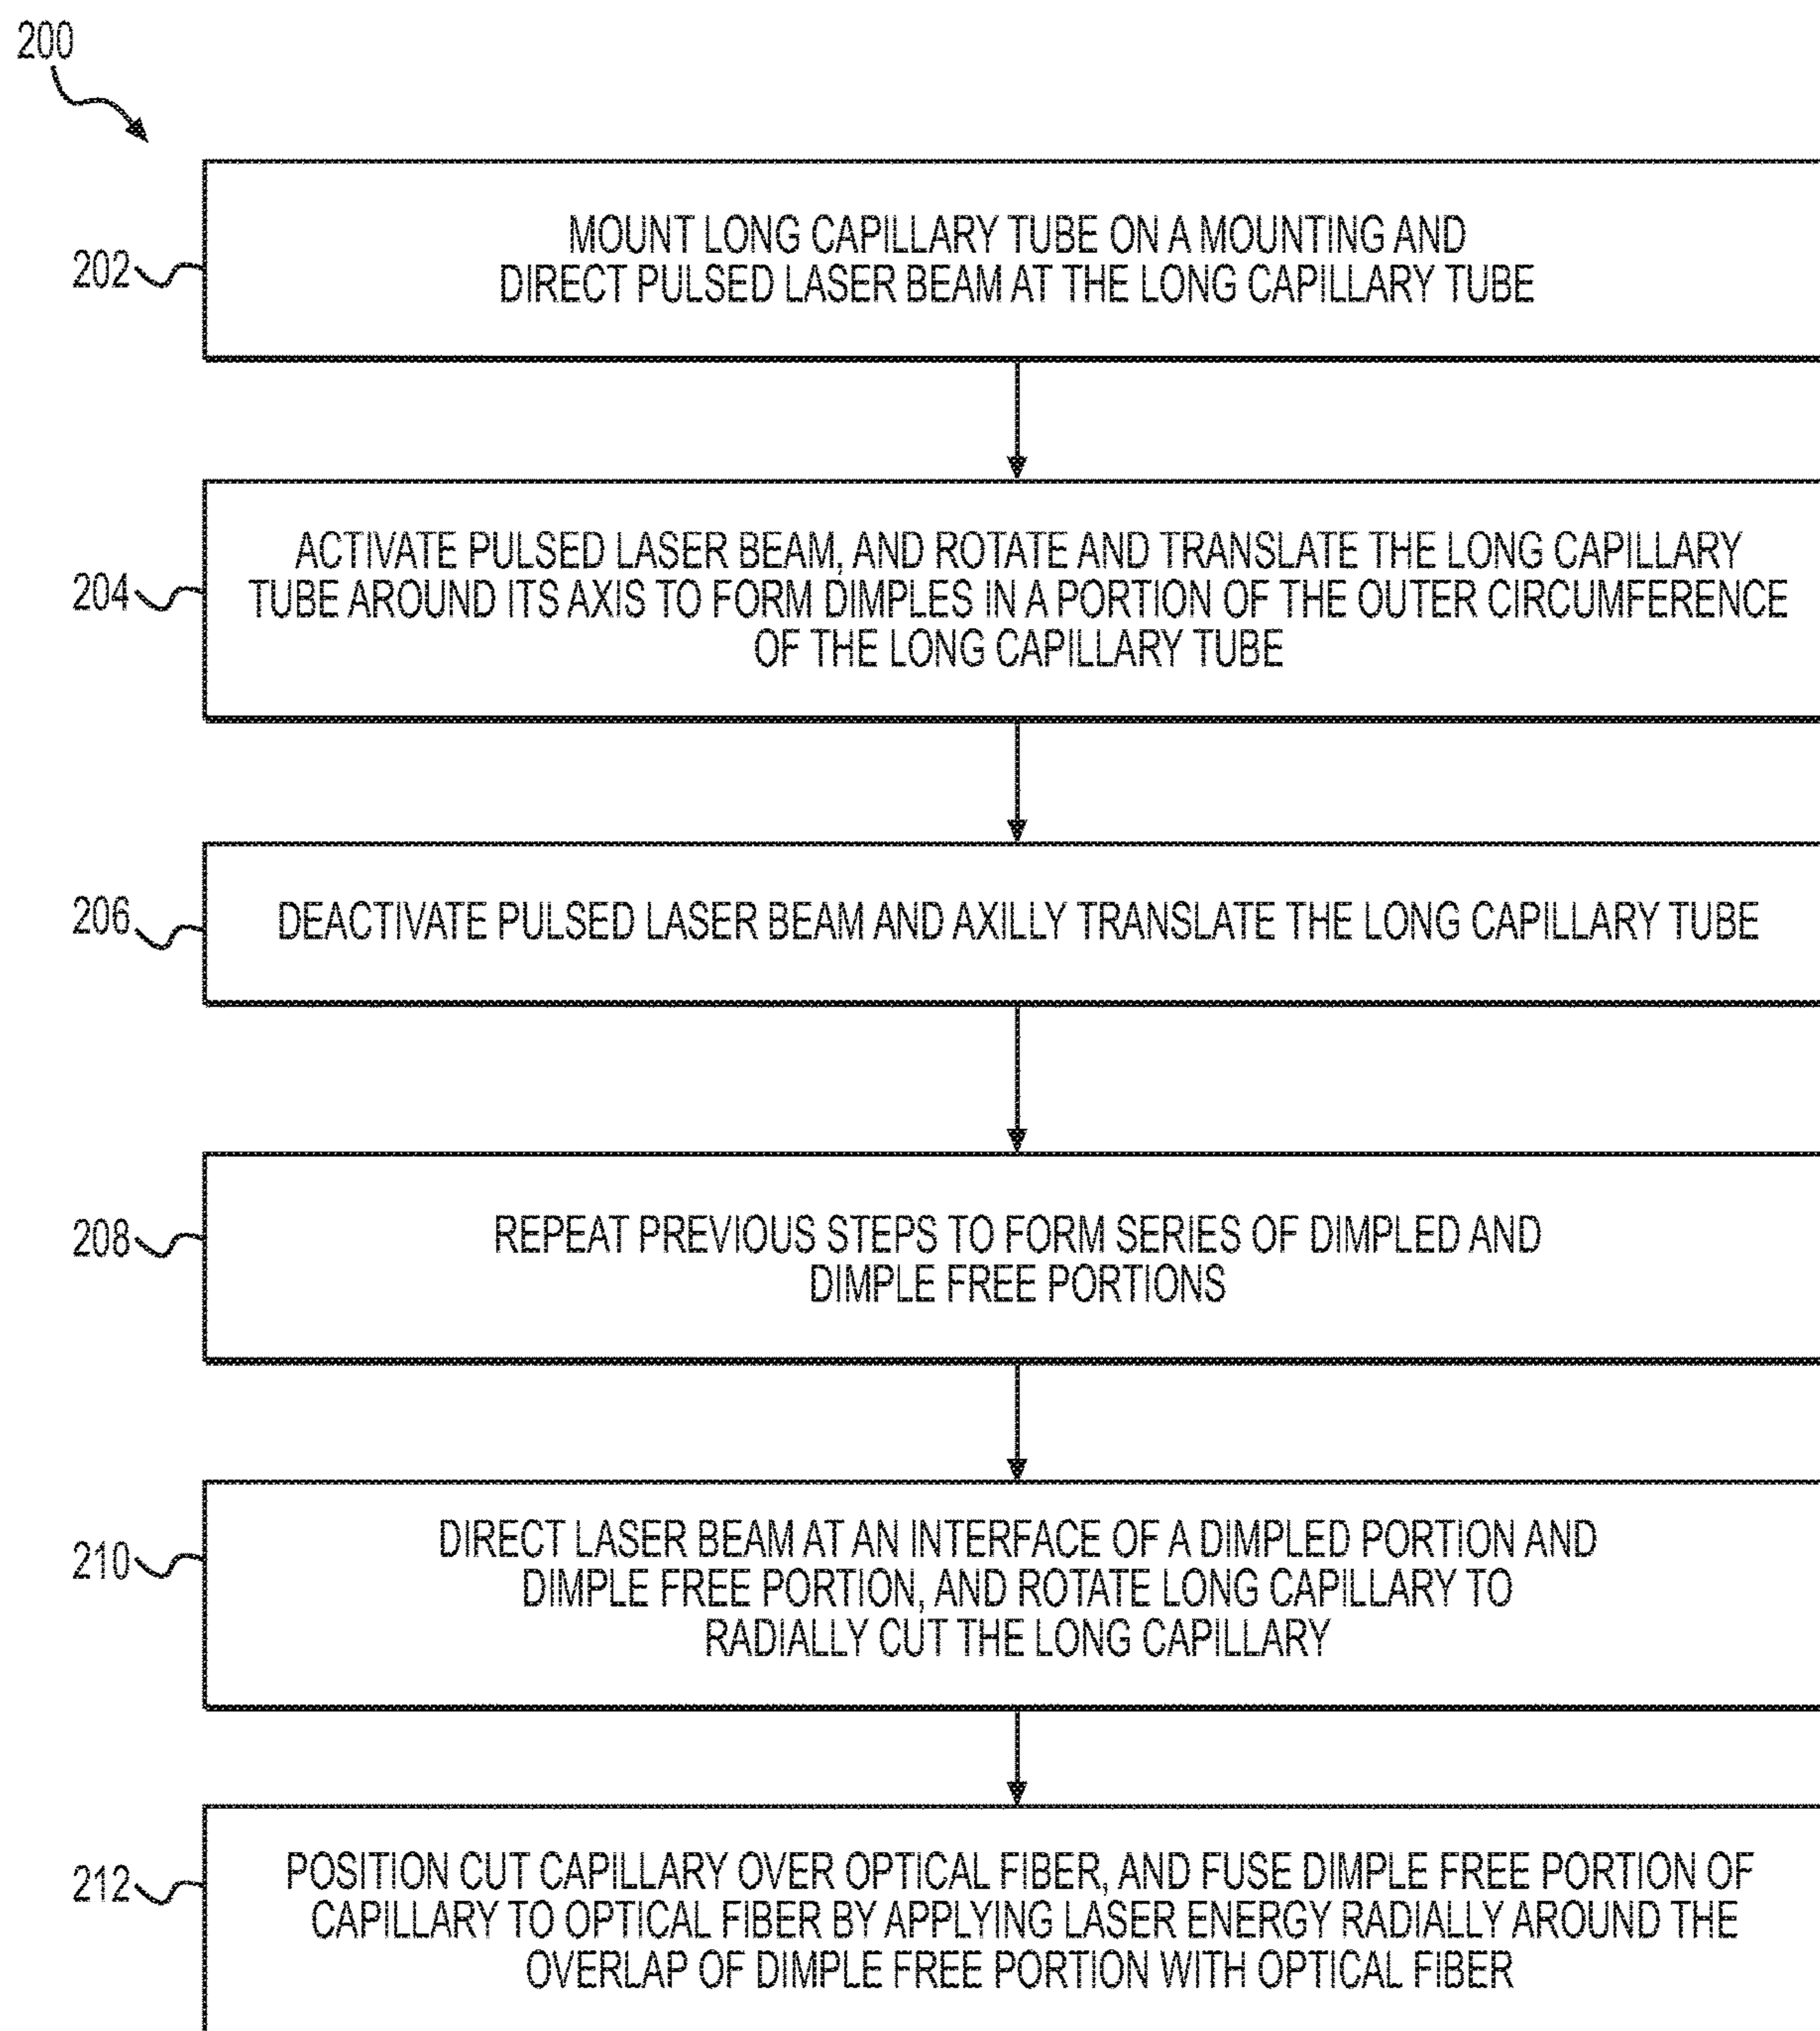 200
202
MOUNT LONG CAPILLARY TUBE ON A MOUNTING AND
DIRECT PULSED LASER BEAM AT THE LONG CAPILLARY TUBE
204
ACTIVATE PULSED LASER BEAM, AND ROTATE AND TRANSLATE THE LONG CAPILLARY
TUBE AROUND ITS AXIS TO FORM DIMPLES IN A PORTION OF THE OUTER CIRCUMFERENCE
OF THE LONG CAPILLARY TUBE
206
DEACTIVATE PULSED LASER BEAM AND AXILLY TRANSLATE THE LONG CAPILLARY TUBE
208
REPEAT PREVIOUS STEPS TO FORM SERIES OF DIMPLED AND
DIMPLE FREE PORTIONS
210
DIRECT LASER BEAM AT AN INTERFACE OF A DIMPLED PORTION AND
DIMPLE FREE PORTION, AND ROTATE LONG CAPILLARY TO
RADIALLY CUT THE LONG CAPILLARY
212
POSITION CUT CAPILLARY OVER OPTICAL FIBER, AND FUSE DIMPLE FREE PORTION OF
CAPILLARY TO OPTICAL FIBER BY APPLYING LASER ENERGY RADIALLY AROUND THE
OVERLAP OF DIMPLE FREE PORTION WITH OPTICAL FIBER